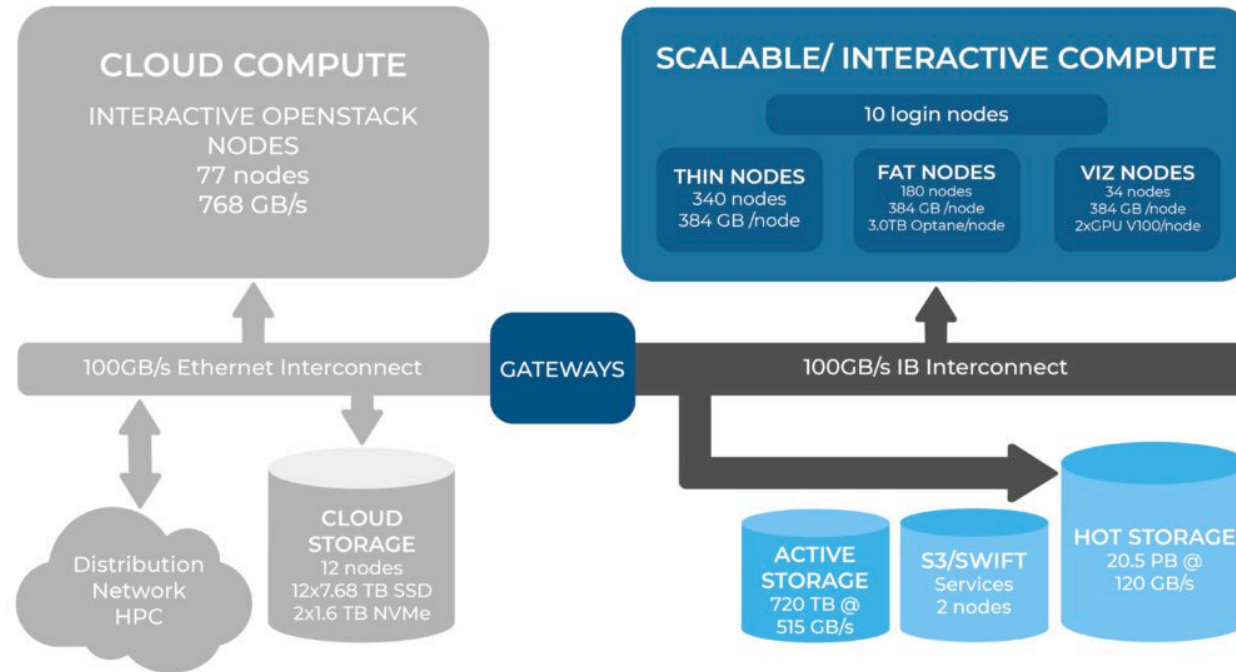 CLOUD COMPUTE
INTERACTIVE OPENSTACK
NODES
77 nodes
768 GB/s
SCALABLE/ INTERACTIVE COMPUTE
10 login nodes
THIN NODES
340 nodes
384 GB /node
FAT NODES
180 nodes
384 GB /node
3.0TB Optane/node
VIZ NODES
34 nodes
384 GB /node
2xGPU V100/node
100GB/s Ethernet Interconnect
GATEWAYS
100GB/s IB Interconnect
Distribution
Network
HPC
CLOUD
STORAGE
12 nodes
12x7.68 TB SSD
2x1.6 TB NVMe
ACTIVE
STORAGE
720 TB @
515 GB/s
S3/SWIFT
Services
2 nodes
HOT STORAGE
20.5 PB @
120 GB/s